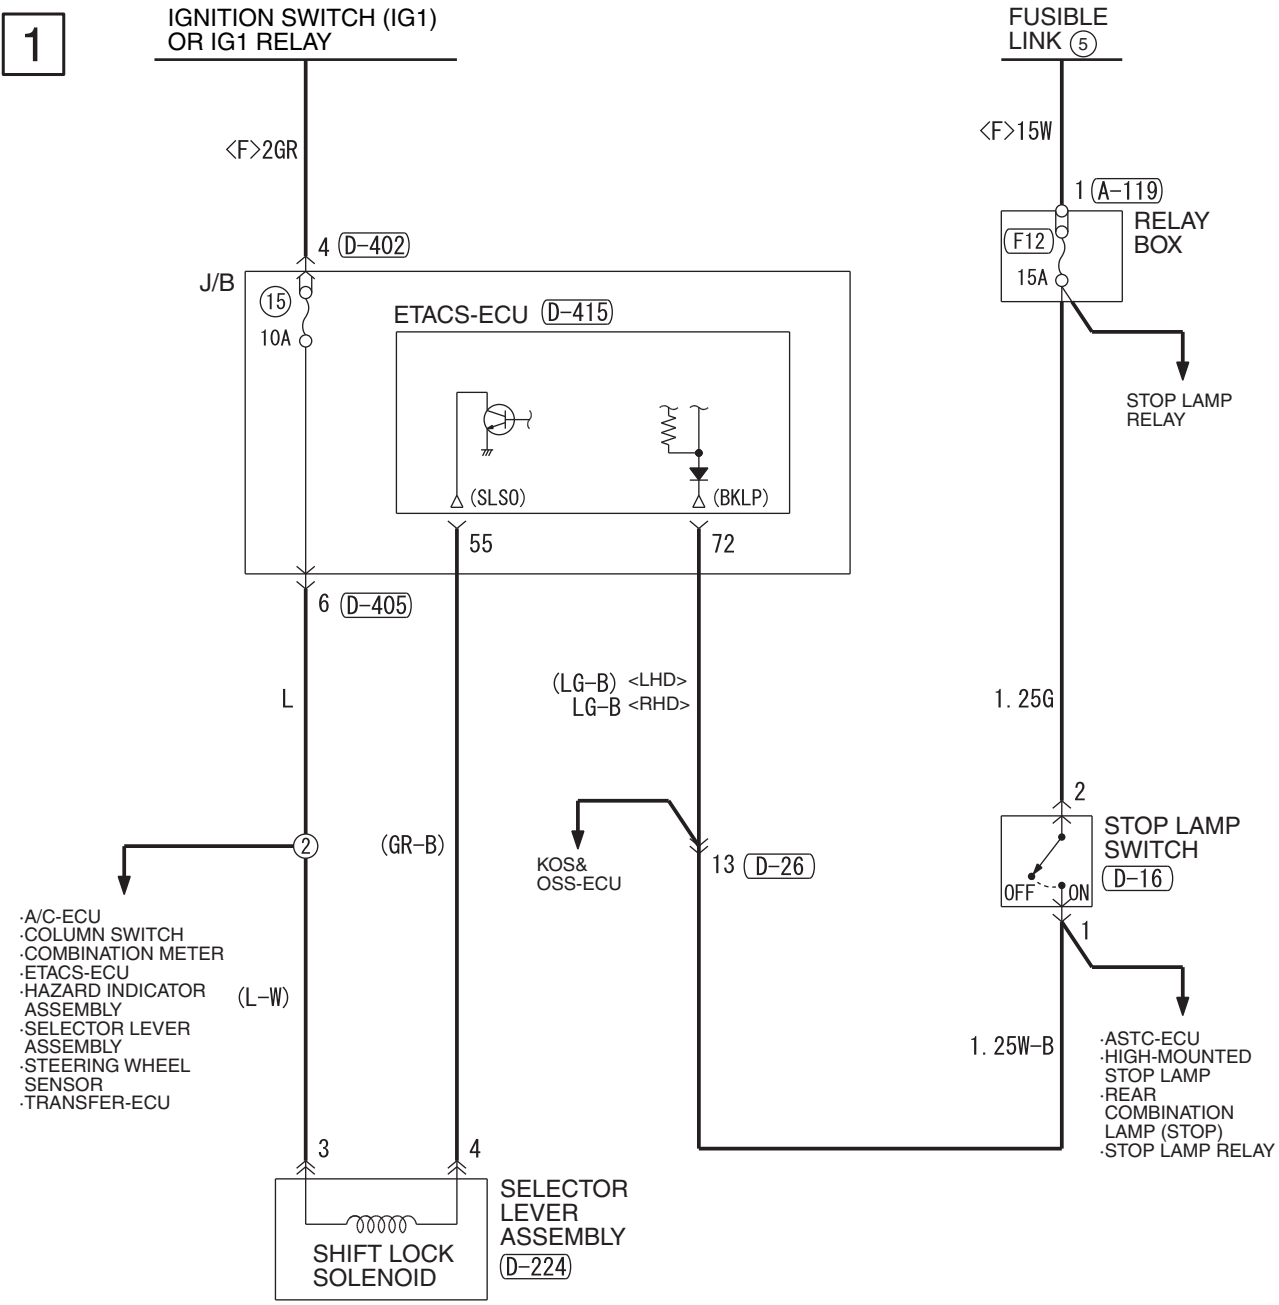 1
IGNITION SWITCH (IG1)
OR IG1 RELAY
FUSIBLE
LINK 5
<F>2GR
<F>15W
1 A-119
RELAY
BOX
F12
15A
4 D-402
J/B
15
10A
ETACS-ECU D-415
STOP LAMP
RELAY
(SLSO)
(BKLP)
55
72
6 D-405
L
(LG-B) <LHD>
LG-B <RHD>
1.25G
2
STOP LAMP
SWITCH
D-16
OFF
ON
1
2
(GR-B)
KOS&
OSS-ECU
13 D-26
·A/C-ECU
·COLUMN SWITCH
·COMBINATION METER
·ETACS-ECU
·HAZARD INDICATOR
ASSEMBLY
·SELECTOR LEVER
ASSEMBLY
·STEERING WHEEL
SENSOR
·TRANSFER-ECU
(L-W)
1.25W-B
·ASTC-ECU
·HIGH-MOUNTED
STOP LAMP
·REAR
COMBINATION
LAMP (STOP)
·STOP LAMP RELAY
3
4
SELECTOR
LEVER
ASSEMBLY
D-224
SHIFT LOCK
SOLENOID